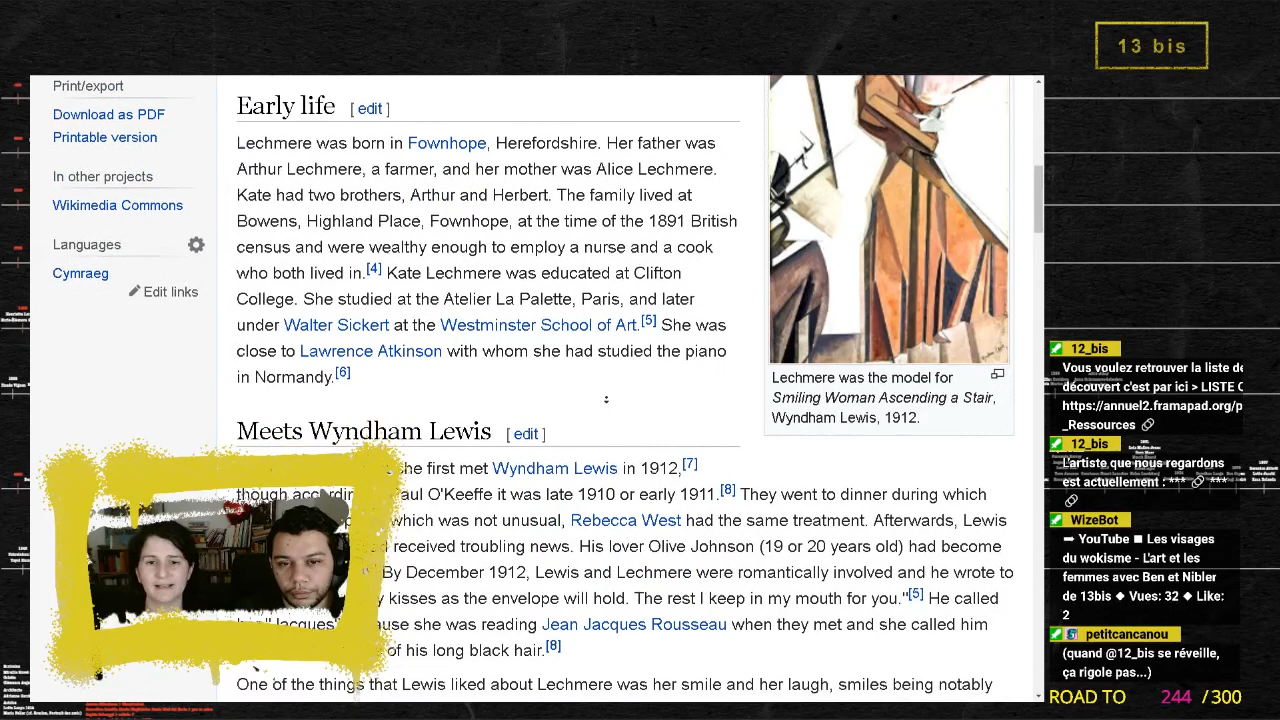 13 bis
Print/export
Download as PDF
Printable version
In other projects
Wikimedia Commons
Languages
Cymraeg
Edit links
Early life [ edit ]
Lechmere was born in Fownhope, Herefordshire. Her father was
Arthur Lechmere, a farmer, and her mother was Alice Lechmere.
Kate had two brothers, Arthur and Herbert. The family lived at
Bowens, Highland Place, Fownhope, at the time of the 1891 British
census and were wealthy enough to employ a nurse and a cook
who both lived in.[4] Kate Lechmere was educated at Clifton
College. She studied at the Atelier La Palette, Paris, and later
under Walter Sickert at the Westminster School of Art.[5] She was
close to Lawrence Atkinson with whom she had studied the piano
in Normandy.[6]
Lechmere was the model for
Smiling Woman Ascending a Stair,
Wyndham Lewis, 1912.
Meets Wyndham Lewis [ edit ]
he first met Wyndham Lewis in 1912,[7]
though aul O'Keeffe it was late 1910 or early 1911.[8] They went to dinner during which
which was not unusual, Rebecca West had the same treatment. Afterwards, Lewis
received troubling news. His lover Olive Johnson (19 or 20 years old) had become
By December 1912, Lewis and Lechmere were romantically involved and he wrote to
kisses as the envelope will hold. The rest I keep in my mouth for you."[5] He called
ause she was reading Jean Jacques Rousseau when they met and she called him
of his long black hair.[8]
One of the things that Lewis liked about Lechmere was her smile and her laugh, smiles being notably
12_bis
Vous voulez retrouver la liste de
découvert c'est par ici > LISTE
https://annuel2.framapad.org/p
_Ressources
12_bis
L'artiste que nous regardons
est actuellement : *** ***
WizeBot
➡ YouTube ■ Les visages
du wokisme - L'art et les
femmes avec Ben et Nibler
de 13bis ◆ Vues: 32 ◆ Like:
2
petitcancanou
(quand @12_bis se réveille,
ça rigole pas...)
ROAD TO 244 /300